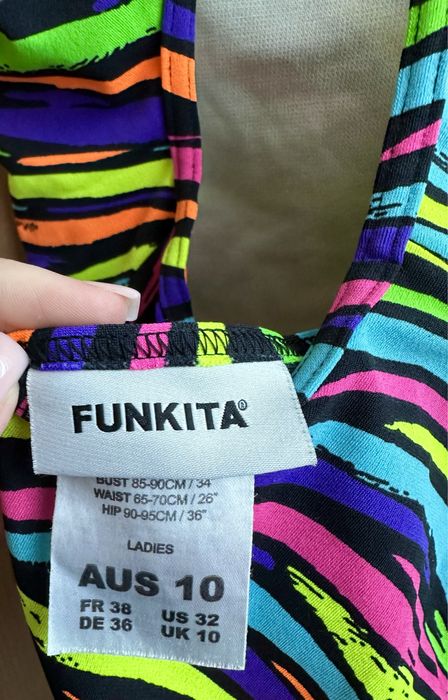 FUNKITA®
BUST 85-90CM / 34"
WAIST 65-70CM / 26"
HIP 90-95CM / 36"
LADIES
AUS 10
FR 38 US 32
DE 36 UK 10